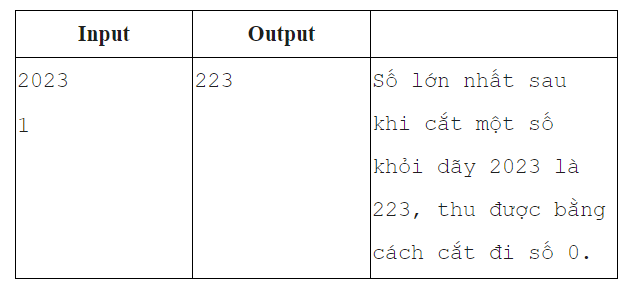 Input Output
2023 223 Số lớn nhất sau
1 khi cắt một số
khỏi dãy 2023 là
223, thu được bằng
cách cắt đi số 0.